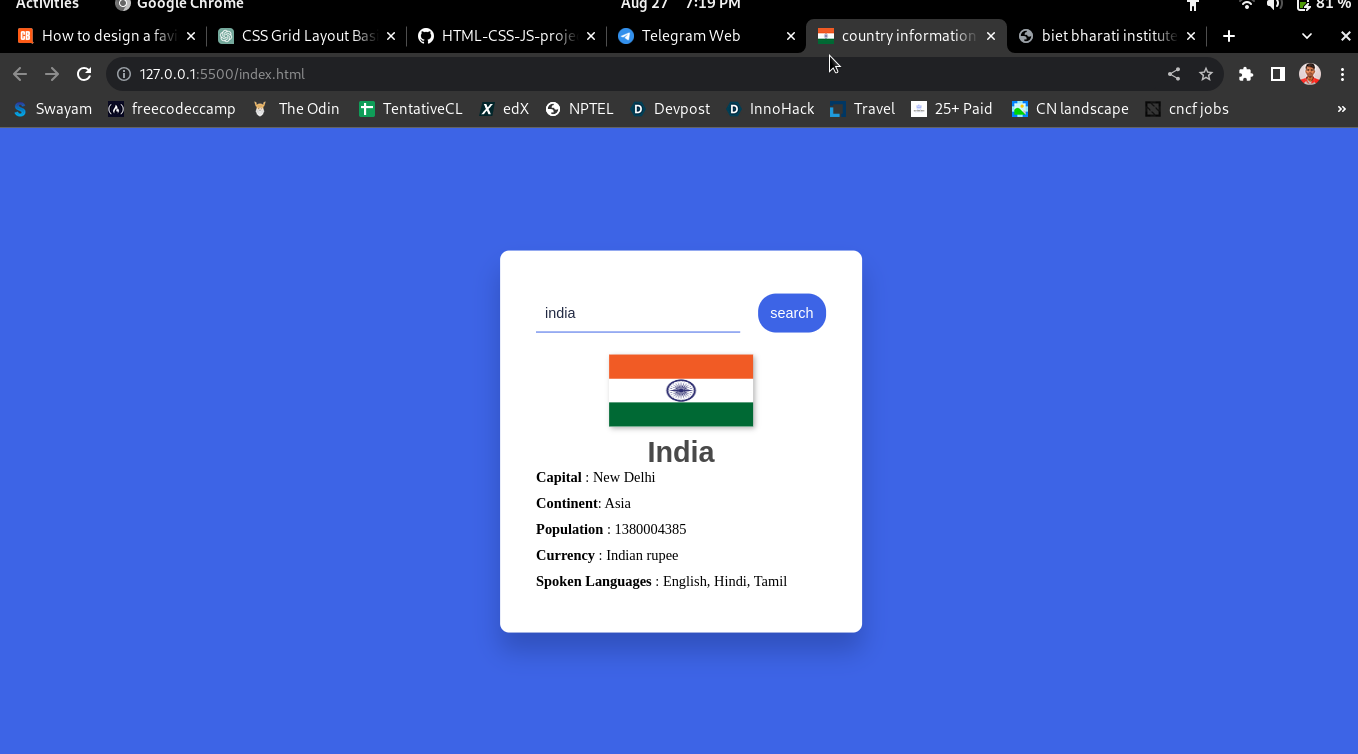 Activities Google Chrome Aug 27 7:19 PM 81 %
How to design a favi CSS Grid Layout Bas HTML-CSS-JS-proje Telegram Web country information biet bharati institute
127.0.0.1:5500/index.html
Swayam freecodeccamp The Odin TentativeCL edX NPTEL Devpost InnoHack Travel 25+ Paid CN landscape cncf jobs »
india search
India
Capital : New Delhi
Continent: Asia
Population : 1380004385
Currency : Indian rupee
Spoken Languages : English, Hindi, Tamil